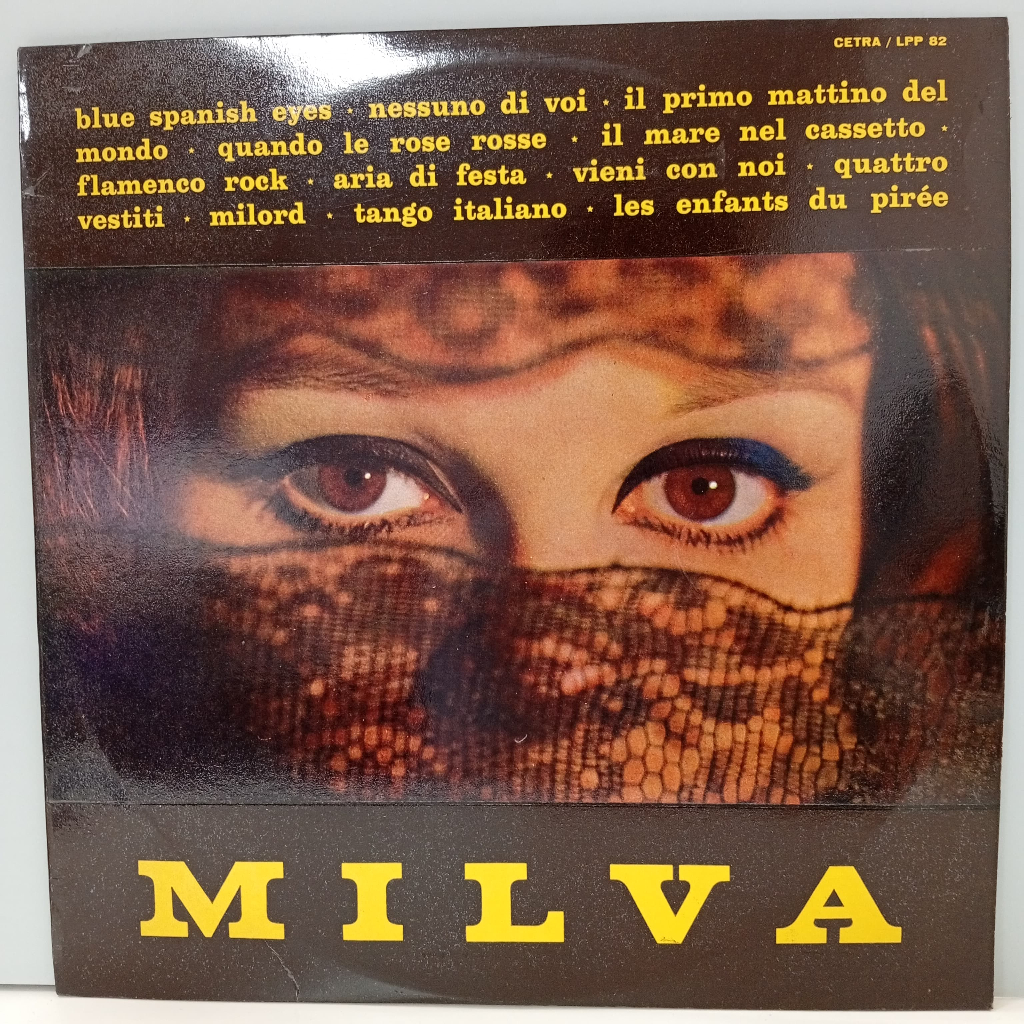 CETRA / LPP 82
blue spanish eyes · nessuno di voi · il primo mattino del
mondo · quando le rose rosse · il mare nel cassetto ·
flamenco rock · aria di festa · vieni con noi · quattro
vestiti · milord · tango italiano · les enfants du pirée
MILVA